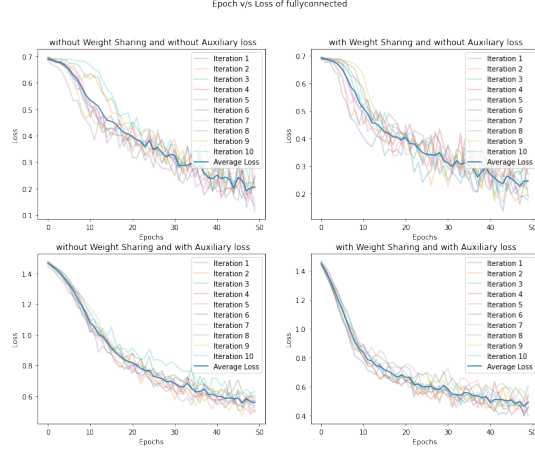 Epoch v/s Loss of fullyconnected
without Weight Sharing and without Auxiliary loss
0.7
0.6
0.5
0.4
0.3
0.2
0.1
Loss
0
10
20
30
40
50
Epochs
Iteration 1
Iteration 2
Iteration 3
Iteration 4
Iteration 5
Iteration 6
Iteration 7
Iteration 8
Iteration 9
Iteration 10
Average Loss
with Weight Sharing and without Auxiliary loss
0.7
0.6
0.5
0.4
0.3
0.2
Loss
0
10
20
30
40
50
Epochs
Iteration 1
Iteration 2
Iteration 3
Iteration 4
Iteration 5
Iteration 6
Iteration 7
Iteration 8
Iteration 9
Iteration 10
Average Loss
without Weight Sharing and with Auxiliary loss
1.4
1.2
1.0
0.8
0.6
Loss
0
10
20
30
40
50
Epochs
Iteration 1
Iteration 2
Iteration 3
Iteration 4
Iteration 5
Iteration 6
Iteration 7
Iteration 8
Iteration 9
Iteration 10
Average Loss
with Weight Sharing and with Auxiliary loss
1.4
1.2
1.0
0.8
0.6
0.4
Loss
0
10
20
30
40
50
Epochs
Iteration 1
Iteration 2
Iteration 3
Iteration 4
Iteration 5
Iteration 6
Iteration 7
Iteration 8
Iteration 9
Iteration 10
Average Loss